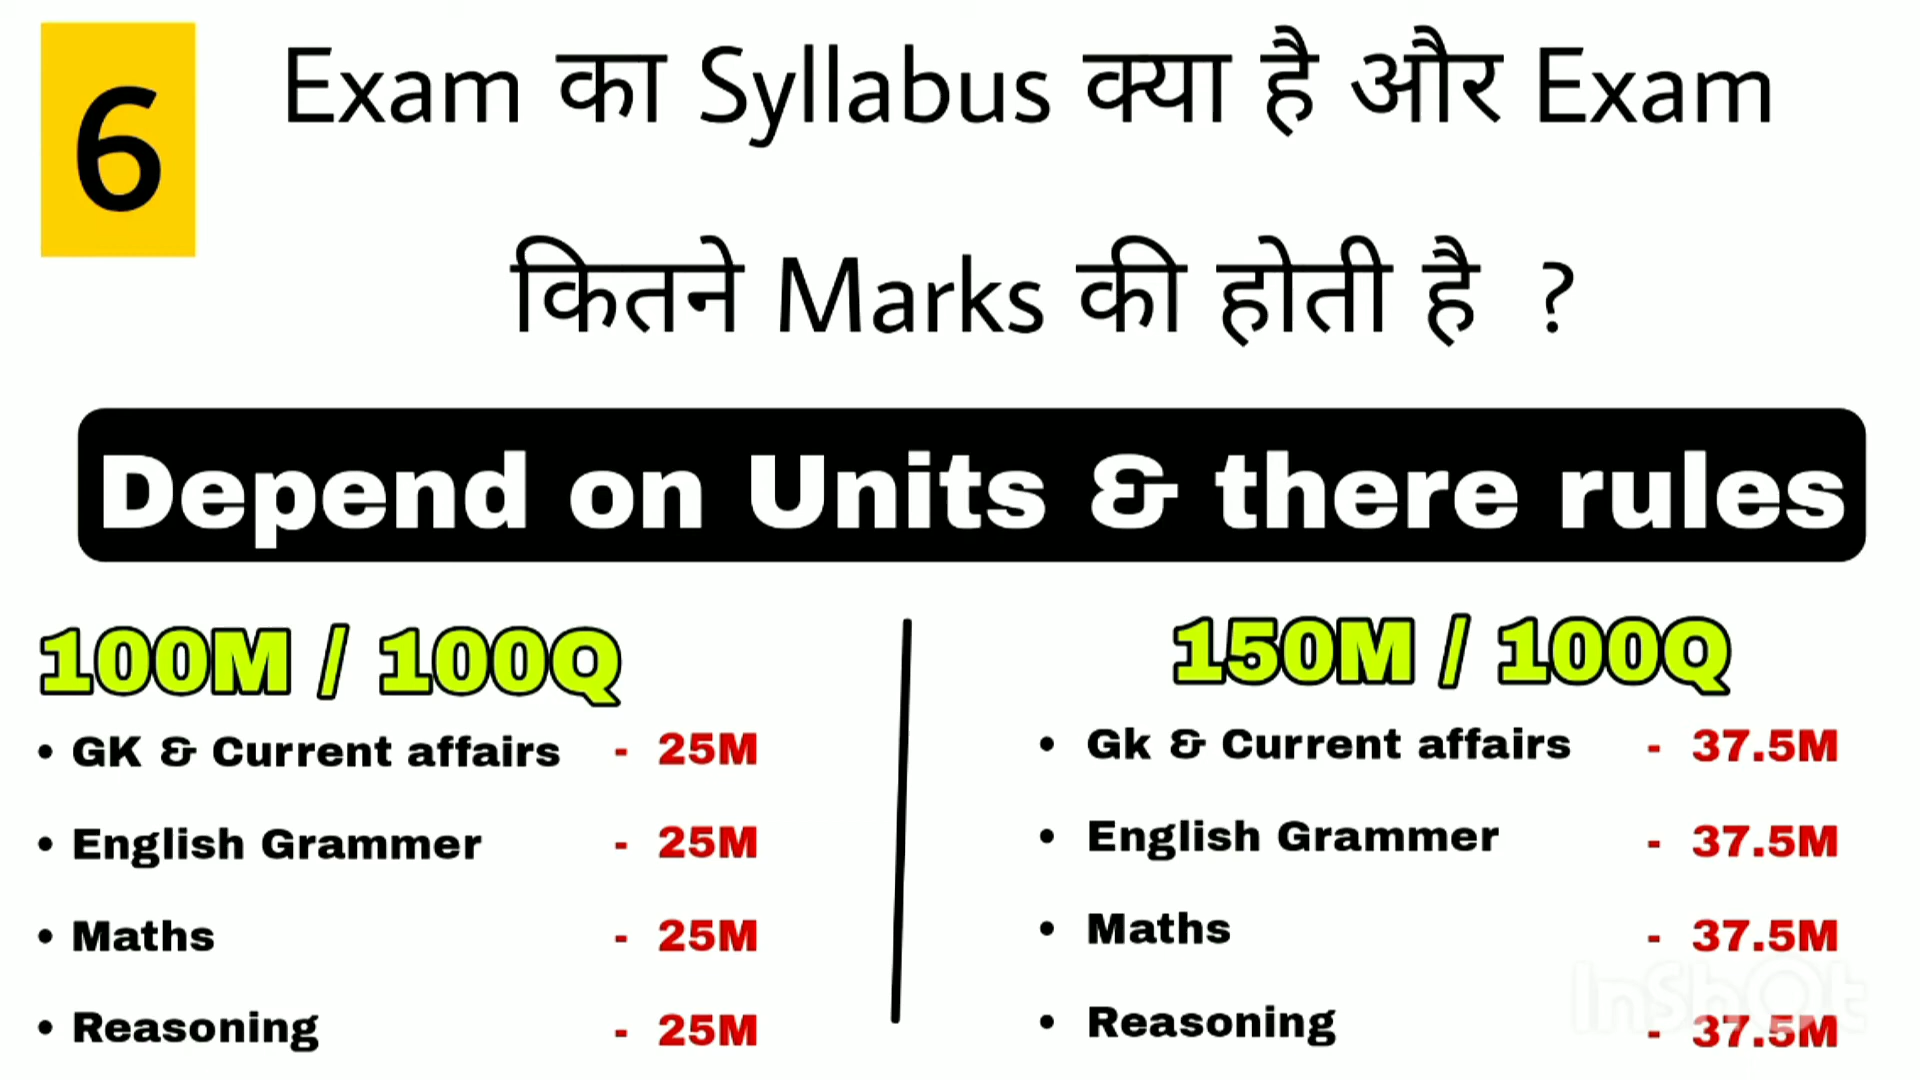 6
Exam का Syllabus क्या है और Exam
कितने Marks की होती है ?
Depend on Units & there rules
100M / 100Q
• GK & Current affairs - 25M
• English Grammer - 25M
• Maths - 25M
• Reasoning - 25M
150M / 100Q
• Gk & Current affairs - 37.5M
• English Grammer - 37.5M
• Maths - 37.5M
• Reasoning - 37.5M
InShOt